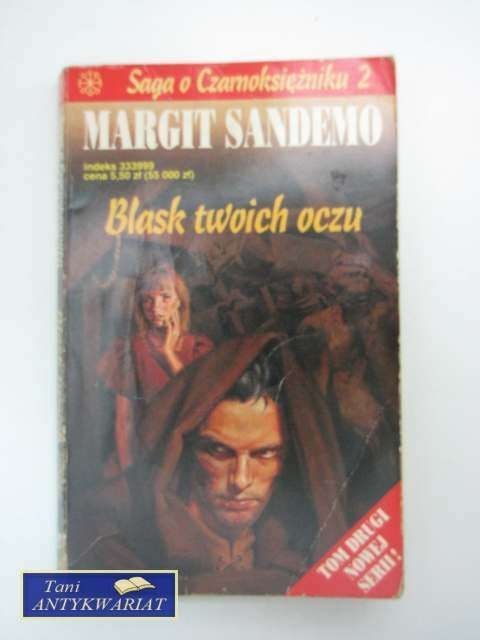 Saga o Czarnoksiężniku 2
MARGIT SANDEMO
indeks 333999
cena 5,50 zł (55 000 zł)
Blask twoich oczu
TOM DRUGI
NOWEJ
SERII!
Tani
ANTYKWARIAT